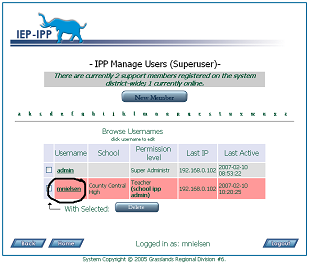 IEP-IPP
- IPP Manage Users (Superuser)-
There are currently 2 support members registered on the system
district-wide; 1 currently online.
New Member
a b c d e f g h i j k l m n o p q r s t u v w x y z
Browse Usernames
click username to edit
Username School Permission level Last IP Last Active
admin Super Administr 192.168.0.102 2007-02-10 08:53:22
mnielsen County Central High Teacher (school ipp admin) 192.168.0.102 2007-02-10 10:20:25
With Selected: Delete
Back Home Logged in as: mnielsen Logout
System Copyright © 2005 Grasslands Regional Division #6.